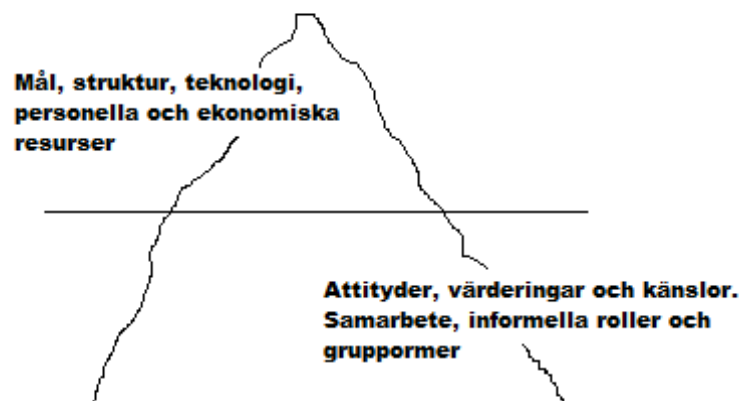 Mål, struktur, teknologi,
personella och ekonomiska
resurser
Attityder, värderingar och känslor.
Samarbete, informella roller och
gruppormer